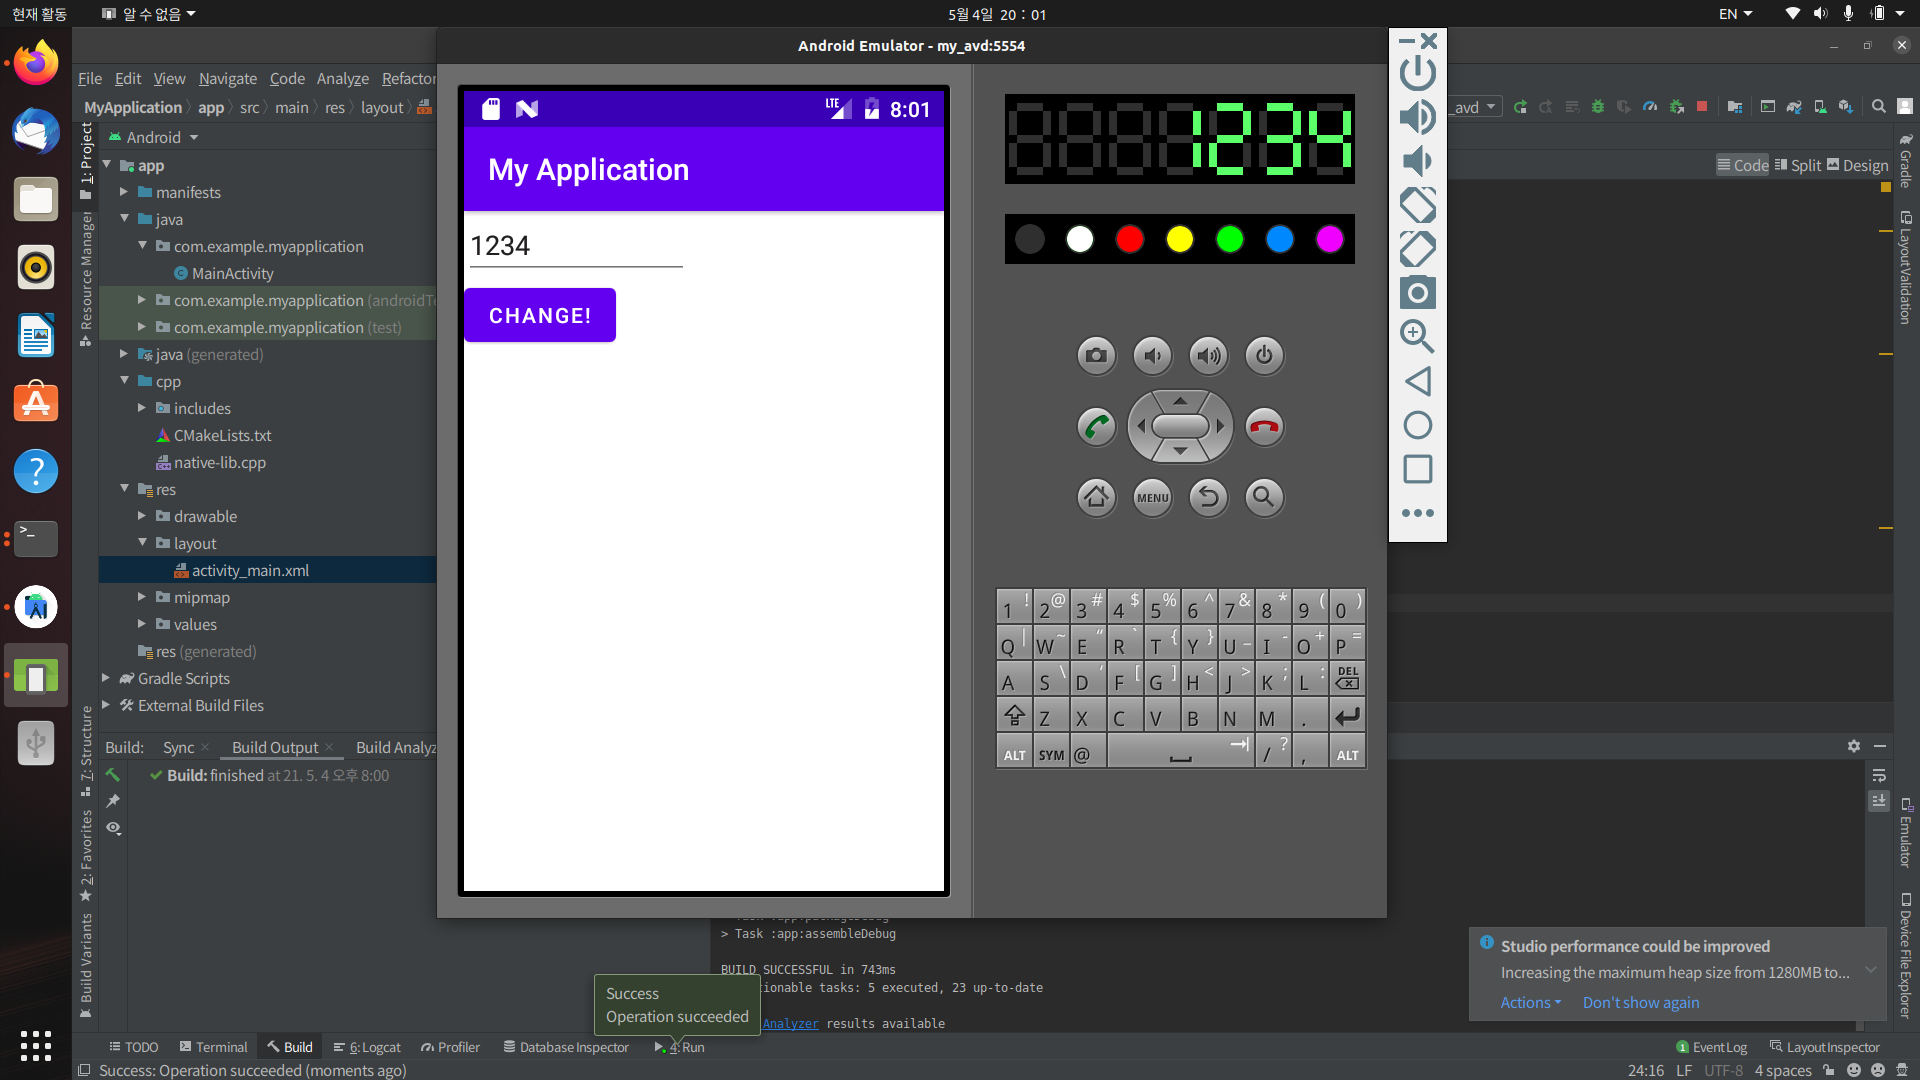 현재 활동
알 수 없음
5월 4일 20 : 01
EN
Android Emulator - my_avd:5554
File Edit View Navigate Code Analyze Refactor
MyApplication app src main res layout
_avd
Android
Code Split Design
1: Project
Resource Manager
app
manifests
java
com.example.myapplication
MainActivity
com.example.myapplication (androidTe
com.example.myapplication (test)
java (generated)
cpp
includes
CMakeLists.txt
native-lib.cpp
res
drawable
layout
activity_main.xml
mipmap
values
res (generated)
Gradle Scripts
External Build Files
LTE 8:01
My Application
1234
CHANGE!
1234
MENU
1 ! 2 @ 3 # 4 $ 5 % 6 ^ 7 & 8 * 9 ( 0 )
Q | W ~ E “ R ` T { Y } U _ I - O + P =
A S \ D ‘ F [ G ] H < J > K ; L : DEL
Z X C V B N M .
ALT SYM @ / ? , ALT
Gradle
LayoutValidation
Emulator
Device File Explorer
7: Structure
2: Favorites
Build Variants
Build: Sync Build Output Build Analyz
Build: finished at 21. 5. 4 오후 8:00
> Task :app:packageDebug
> Task :app:assembleDebug
BUILD SUCCESSFUL in 743ms
ionable tasks: 5 executed, 23 up-to-date
Analyzer results available
Success
Operation succeeded
Studio performance could be improved
Increasing the maximum heap size from 1280MB to...
Actions Don't show again
TODO Terminal Build 6: Logcat Profiler Database Inspector 4: Run
1 Event Log Layout Inspector
Success: Operation succeeded (moments ago)
24:16 LF UTF-8 4 spaces